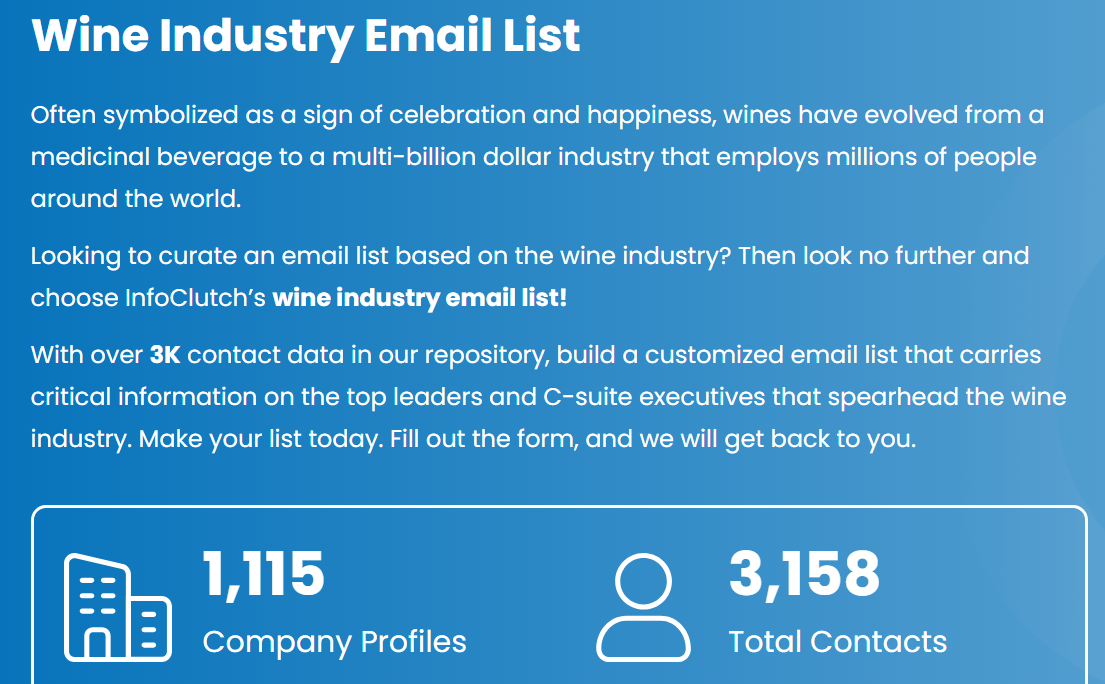 Wine Industry Email List
Often symbolized as a sign of celebration and happiness, wines have evolved from a
medicinal beverage to a multi-billion dollar industry that employs millions of people
around the world.
Looking to curate an email list based on the wine industry? Then look no further and
choose InfoClutch’s wine industry email list!
With over 3K contact data in our repository, build a customized email list that carries
critical information on the top leaders and C-suite executives that spearhead the wine
industry. Make your list today. Fill out the form, and we will get back to you.
1,115
Company Profiles
3,158
Total Contacts